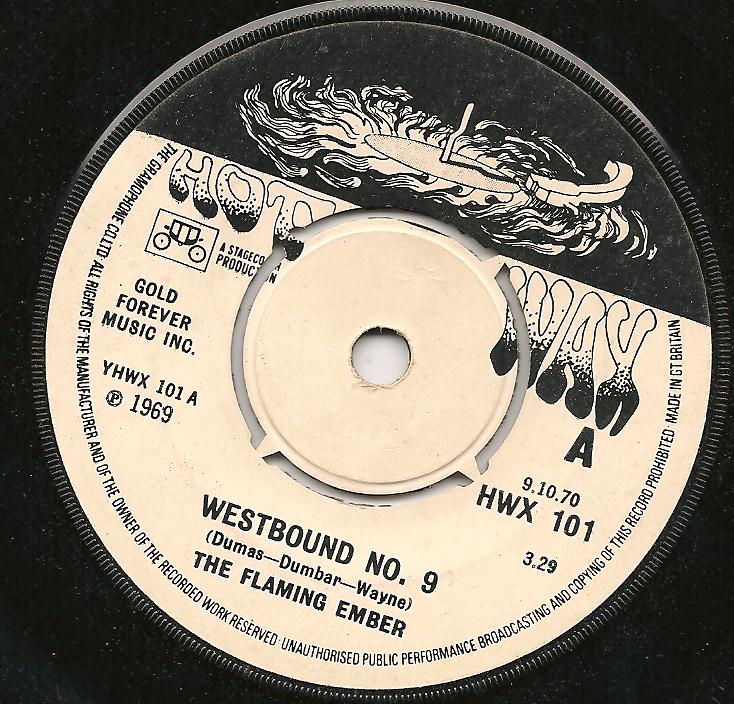 HOT WAX
A STAGECO
PRODUCTION
GOLD
FOREVER
MUSIC INC.
YHWX 101 A
Ⓟ 1969
A
9.10.70
HWX 101
3.29
WESTBOUND NO. 9
(Dumas—Dumbar—Wayne)
THE FLAMING EMBER
THE GRAMOPHONE CO. LTD. ALL RIGHTS OF THE MANUFACTURER AND OF THE OWNER OF THE RECORDED WORK RESERVED · UNAUTHORISED PUBLIC PERFORMANCE BROADCASTING AND COPYING OF THIS RECORD PROHIBITED · MADE IN GT BRITAIN